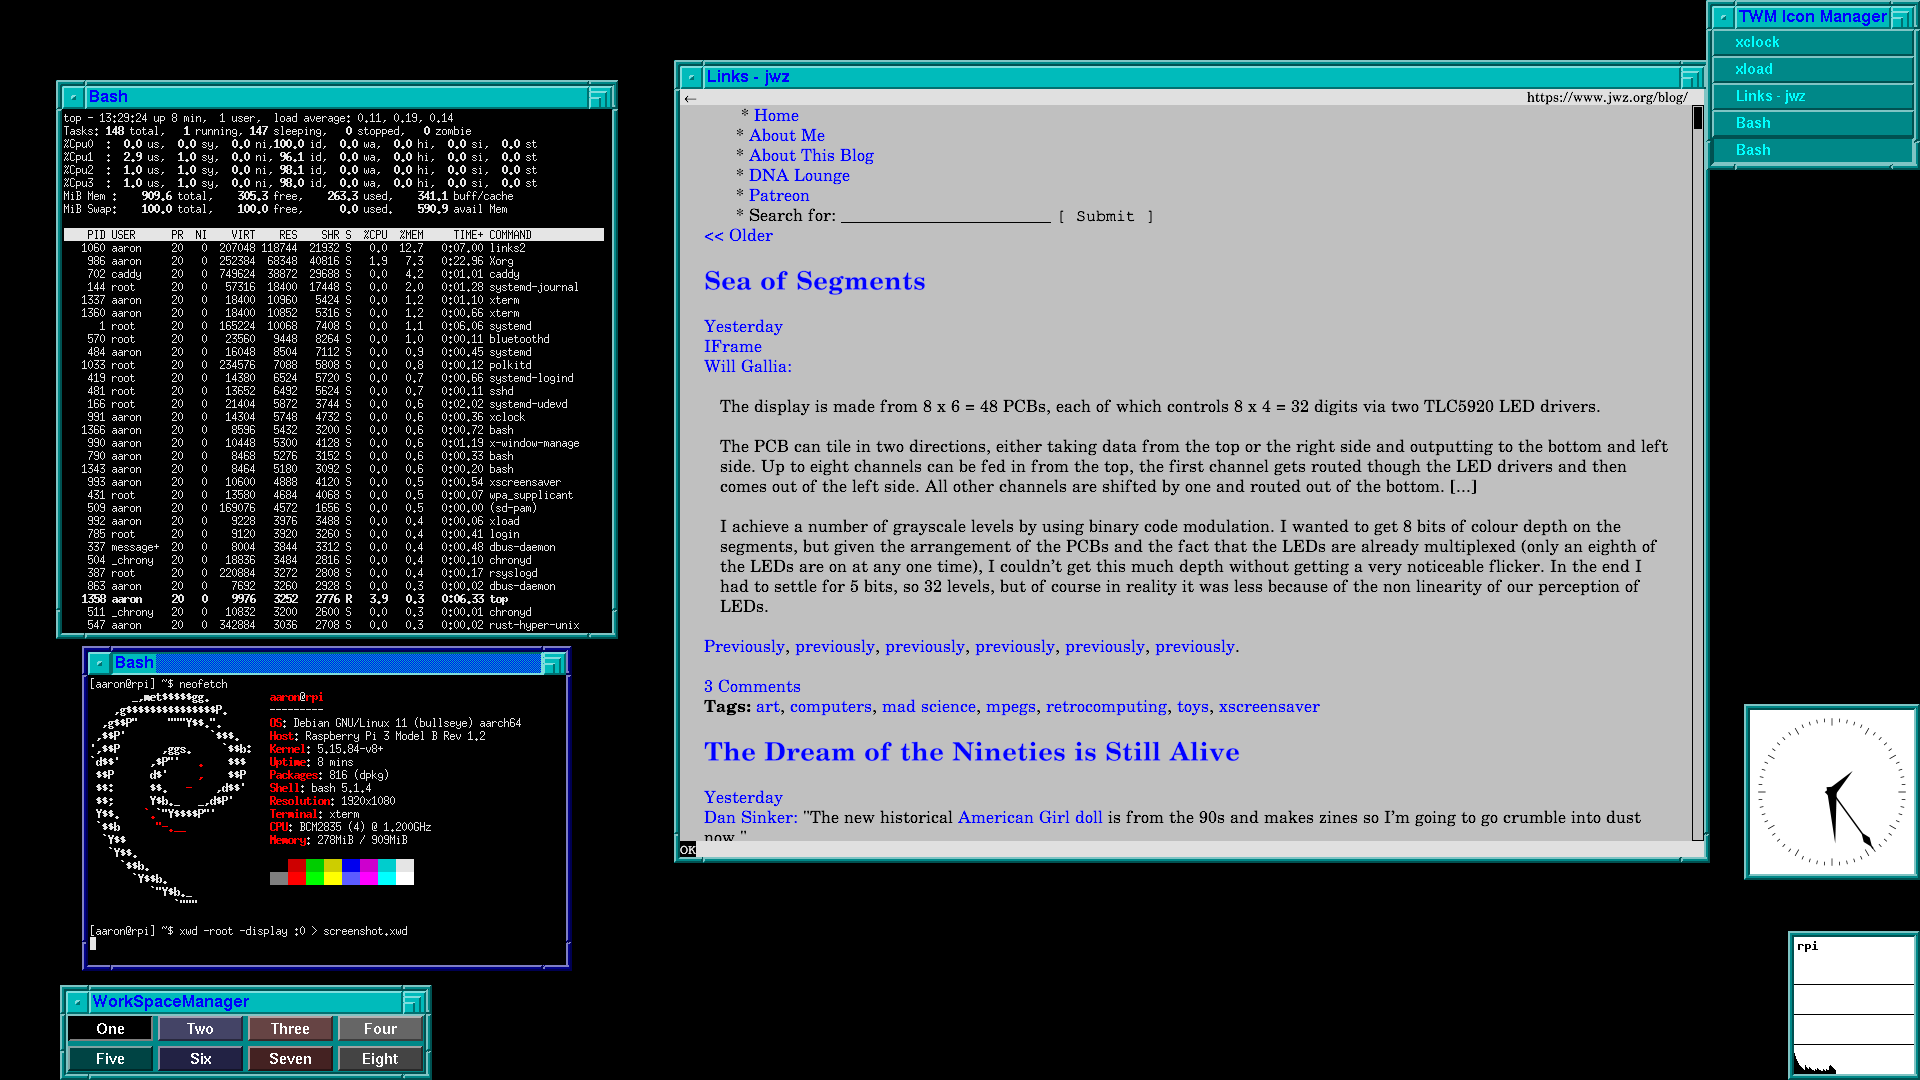 Bash
top - 13:29:24 up 8 min,  1 user,  load average: 0.11, 0.19, 0.14
Tasks: 148 total,   1 running, 147 sleeping,   0 stopped,   0 zombie
%Cpu0  :  0.0 us,  0.0 sy,  0.0 ni,100.0 id,  0.0 wa,  0.0 hi,  0.0 si,  0.0 st
%Cpu1  :  2.9 us,  1.0 sy,  0.0 ni, 96.1 id,  0.0 wa,  0.0 hi,  0.0 si,  0.0 st
%Cpu2  :  1.0 us,  1.0 sy,  0.0 ni, 98.1 id,  0.0 wa,  0.0 hi,  0.0 si,  0.0 st
%Cpu3  :  1.0 us,  1.0 sy,  0.0 ni, 98.0 id,  0.0 wa,  0.0 hi,  0.0 si,  0.0 st
MiB Mem :    909.6 total,    305.3 free,    263.3 used,    341.1 buff/cache
MiB Swap:    100.0 total,    100.0 free,      0.0 used.    590.9 avail Mem
PID USER PR NI VIRT RES SHR S %CPU %MEM TIME+ COMMAND
1060 aaron 20 0 207048 118744 21932 S 0.0 12.7 0:07.00 links2
986 aaron 20 0 252384 68348 40816 S 1.9 7.3 0:22.96 Xorg
702 caddy 20 0 749624 38872 29688 S 0.0 4.2 0:01.01 caddy
144 root 20 0 57316 18400 17448 S 0.0 2.0 0:01.28 systemd-journal
1337 aaron 20 0 18400 10960 5424 S 0.0 1.2 0:01.10 xterm
1360 aaron 20 0 18400 10852 5316 S 0.0 1.2 0:00.66 xterm
1 root 20 0 165224 10068 7408 S 0.0 1.1 0:06.06 systemd
570 root 20 0 23560 9448 8264 S 0.0 1.0 0:00.11 bluetoothd
484 aaron 20 0 16048 8504 7112 S 0.0 0.9 0:00.45 systemd
1033 root 20 0 234576 7088 5808 S 0.0 0.8 0:00.12 polkitd
419 root 20 0 14380 6524 5720 S 0.0 0.7 0:00.66 systemd-logind
481 root 20 0 13652 6492 5624 S 0.0 0.7 0:00.11 sshd
166 root 20 0 21404 5872 3744 S 0.0 0.6 0:02.02 systemd-udevd
991 aaron 20 0 14304 5748 4732 S 0.0 0.6 0:00.36 xclock
1366 aaron 20 0 8596 5432 3200 S 0.0 0.6 0:00.72 bash
990 aaron 20 0 10448 5300 4128 S 0.0 0.6 0:01.19 x-window-manage
790 aaron 20 0 8468 5276 3152 S 0.0 0.6 0:00.33 bash
1343 aaron 20 0 8464 5180 3092 S 0.0 0.6 0:00.20 bash
993 aaron 20 0 10600 4888 4120 S 0.0 0.5 0:00.54 xscreensaver
431 root 20 0 13580 4684 4068 S 0.0 0.5 0:00.07 wpa_supplicant
509 aaron 20 0 169076 4572 1656 S 0.0 0.5 0:00.00 (sd-pam)
992 aaron 20 0 9228 3976 3488 S 0.0 0.4 0:00.06 xload
785 root 20 0 9120 3920 3260 S 0.0 0.4 0:00.41 login
337 message+ 20 0 8004 3844 3312 S 0.0 0.4 0:00.48 dbus-daemon
504 _chrony 20 0 18836 3484 2816 S 0.0 0.4 0:00.10 chronyd
387 root 20 0 220884 3272 2808 S 0.0 0.4 0:00.17 rsyslogd
863 aaron 20 0 7692 3260 2928 S 0.0 0.3 0:00.02 dbus-daemon
1358 aaron 20 0 9976 3252 2776 R 3.9 0.3 0:06.33 top
511 _chrony 20 0 10832 3200 2600 S 0.0 0.3 0:00.01 chronyd
547 aaron 20 0 342884 3036 2708 S 0.0 0.3 0:00.02 rust-hyper-unix
Bash
[aaron@rpi] ~$ neofetch
aaron@rpi
---------
OS: Debian GNU/Linux 11 (bullseye) aarch64
Host: Raspberry Pi 3 Model B Rev 1.2
Kernel: 5.15.84-v8+
Uptime: 8 mins
Packages: 816 (dpkg)
Shell: bash 5.1.4
Resolution: 1920x1080
Terminal: xterm
CPU: BCM2835 (4) @ 1.200GHz
Memory: 278MiB / 909MiB
[aaron@rpi] ~$ xwd -root -display :0 > screenshot.xwd
WorkSpaceManager
One Two Three Four
Five Six Seven Eight
Links - jwz
← https://www.jwz.org/blog/
* Home
* About Me
* About This Blog
* DNA Lounge
* Patreon
* Search for: [ Submit ]
<< Older
Sea of Segments
Yesterday
IFrame
Will Gallia:
The display is made from 8 x 6 = 48 PCBs, each of which controls 8 x 4 = 32 digits via two TLC5920 LED drivers.
The PCB can tile in two directions, either taking data from the top or the right side and outputting to the bottom and left
side. Up to eight channels can be fed in from the top, the first channel gets routed though the LED drivers and then
comes out of the left side. All other channels are shifted by one and routed out of the bottom. [...]
I achieve a number of grayscale levels by using binary code modulation. I wanted to get 8 bits of colour depth on the
segments, but given the arrangement of the PCBs and the fact that the LEDs are already multiplexed (only an eighth of
the LEDs are on at any one time), I couldn't get this much depth without getting a very noticeable flicker. In the end I
had to settle for 5 bits, so 32 levels, but of course in reality it was less because of the non linearity of our perception of
LEDs.
Previously, previously, previously, previously, previously, previously.
3 Comments
Tags: art, computers, mad science, mpegs, retrocomputing, toys, xscreensaver
The Dream of the Nineties is Still Alive
Yesterday
Dan Sinker: "The new historical American Girl doll is from the 90s and makes zines so I'm going to go crumble into dust
now."
OK
TWM Icon Manager
xclock
xload
Links - jwz
Bash
Bash
rpi